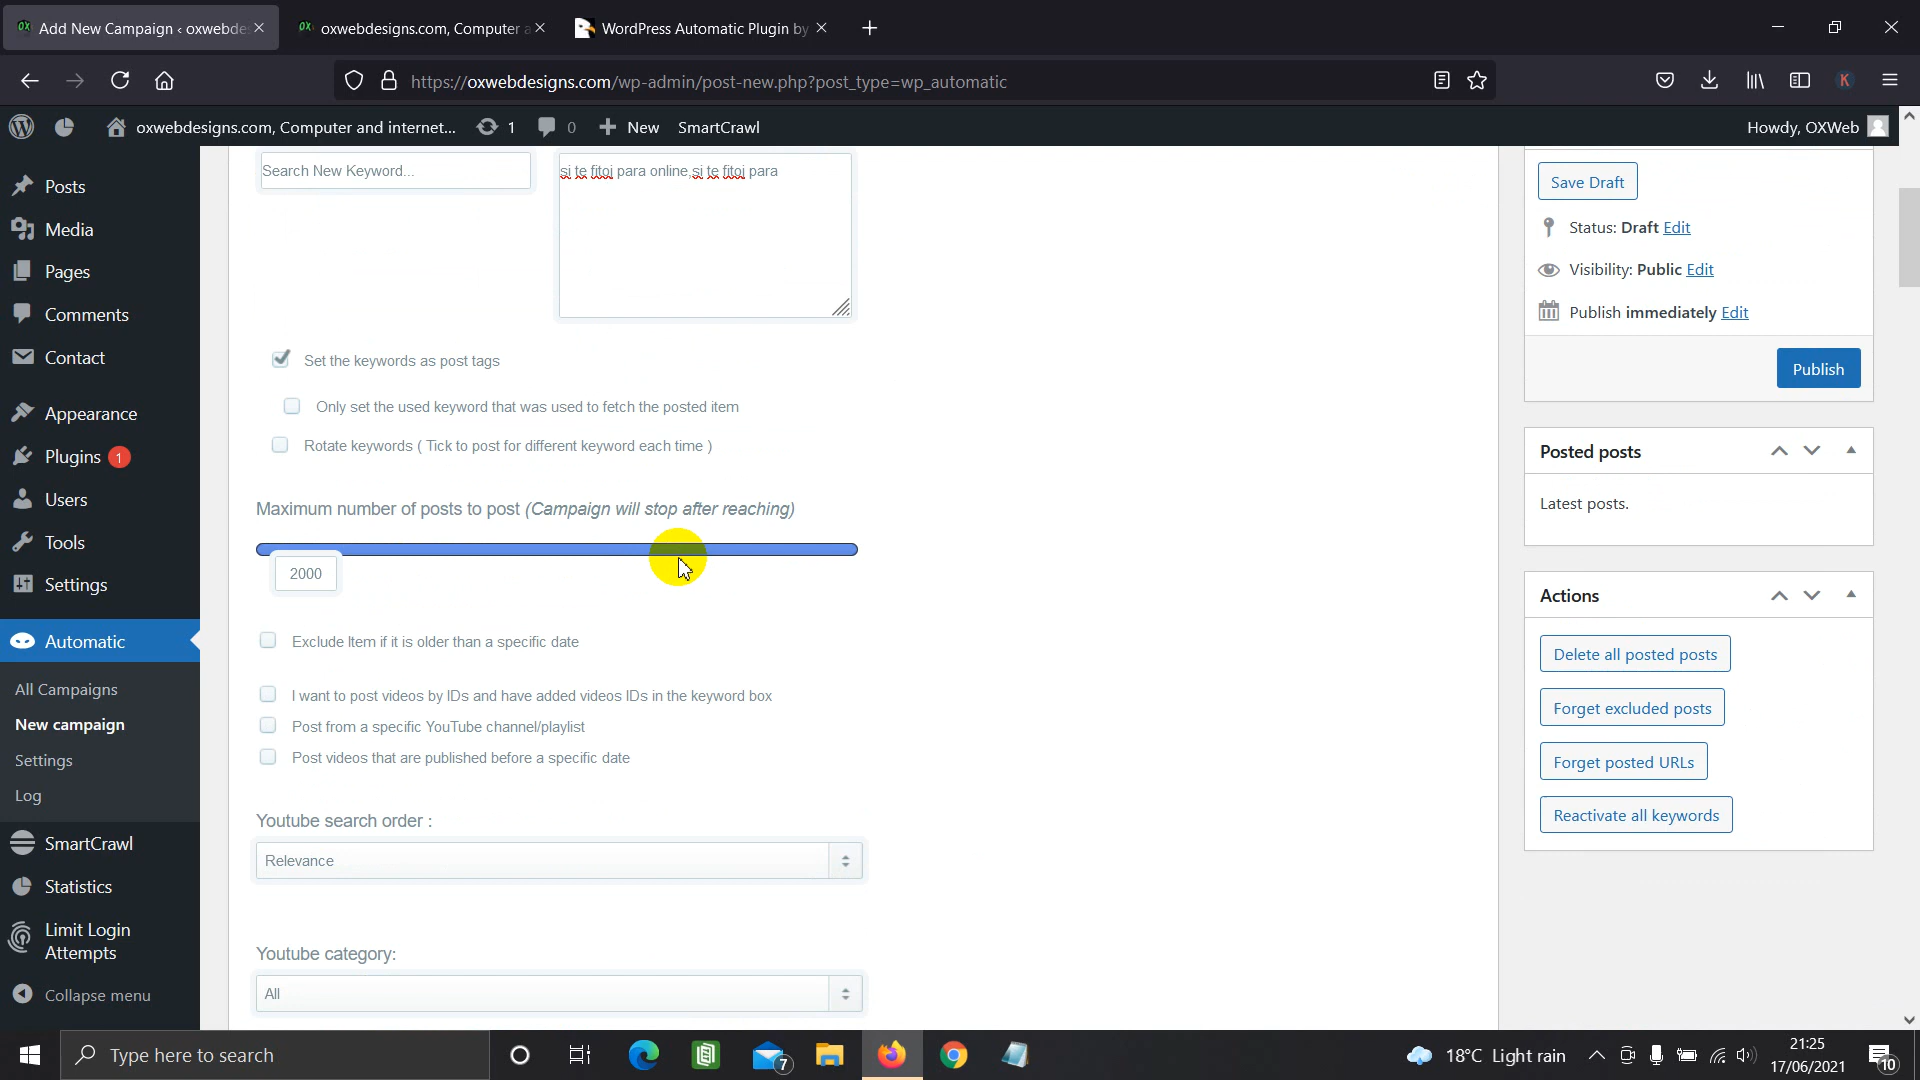 Add New Campaign ‹ oxwebde
oxwebdesigns.com, Computer a
WordPress Automatic Plugin by
https://oxwebdesigns.com/wp-admin/post-new.php?post_type=wp_automatic
K
oxwebdesigns.com, Computer and internet...
1
0
New
SmartCrawl
Howdy, OXWeb
Posts
Media
Pages
Comments
Contact
Appearance
Plugins 1
Users
Tools
Settings
Automatic
All Campaigns
New campaign
Settings
Log
SmartCrawl
Statistics
Limit Login
Attempts
Collapse menu
Search New Keyword...
si te fitoj para online,si te fitoj para
Set the keywords as post tags
Only set the used keyword that was used to fetch the posted item
Rotate keywords ( Tick to post for different keyword each time )
Maximum number of posts to post (Campaign will stop after reaching)
2000
Exclude Item if it is older than a specific date
I want to post videos by IDs and have added videos IDs in the keyword box
Post from a specific YouTube channel/playlist
Post videos that are published before a specific date
Youtube search order :
Relevance
Youtube category:
All
Save Draft
Status: Draft Edit
Visibility: Public Edit
Publish immediately Edit
Publish
Posted posts
Latest posts.
Actions
Delete all posted posts
Forget excluded posts
Forget posted URLs
Reactivate all keywords
Type here to search
7
18°C Light rain
21:25
17/06/2021
10